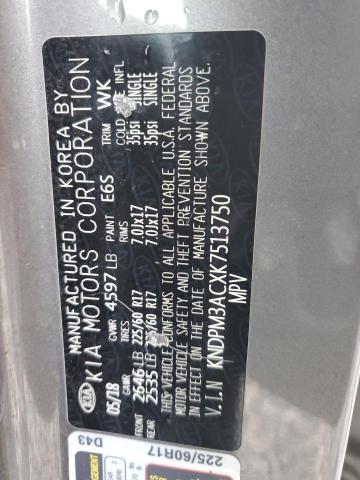 MANUFACTURED IN KOREA BY
KIA KIA MOTORS CORPORATION
05/18 GVWR 4597 LB PAINT E6S TRIM WK
GAWR TIRES RIMS COLD INFL
FRONT 2646 LB 225/60 R17 7.0JX17 35psi SINGLE
REAR 2535 LB 225/60 R17 7.0JX17 35psi SINGLE
THIS VEHICLE CONFORMS TO ALL APPLICABLE U.S.A. FEDERAL
MOTOR VEHICLE SAFETY AND THEFT PREVENTION STANDARDS
IN EFFECT ON THE DATE OF MANUFACTURE SHOWN ABOVE.
V.I.N KNDPM3ACXK7513750
MPV
D43
225/60R17